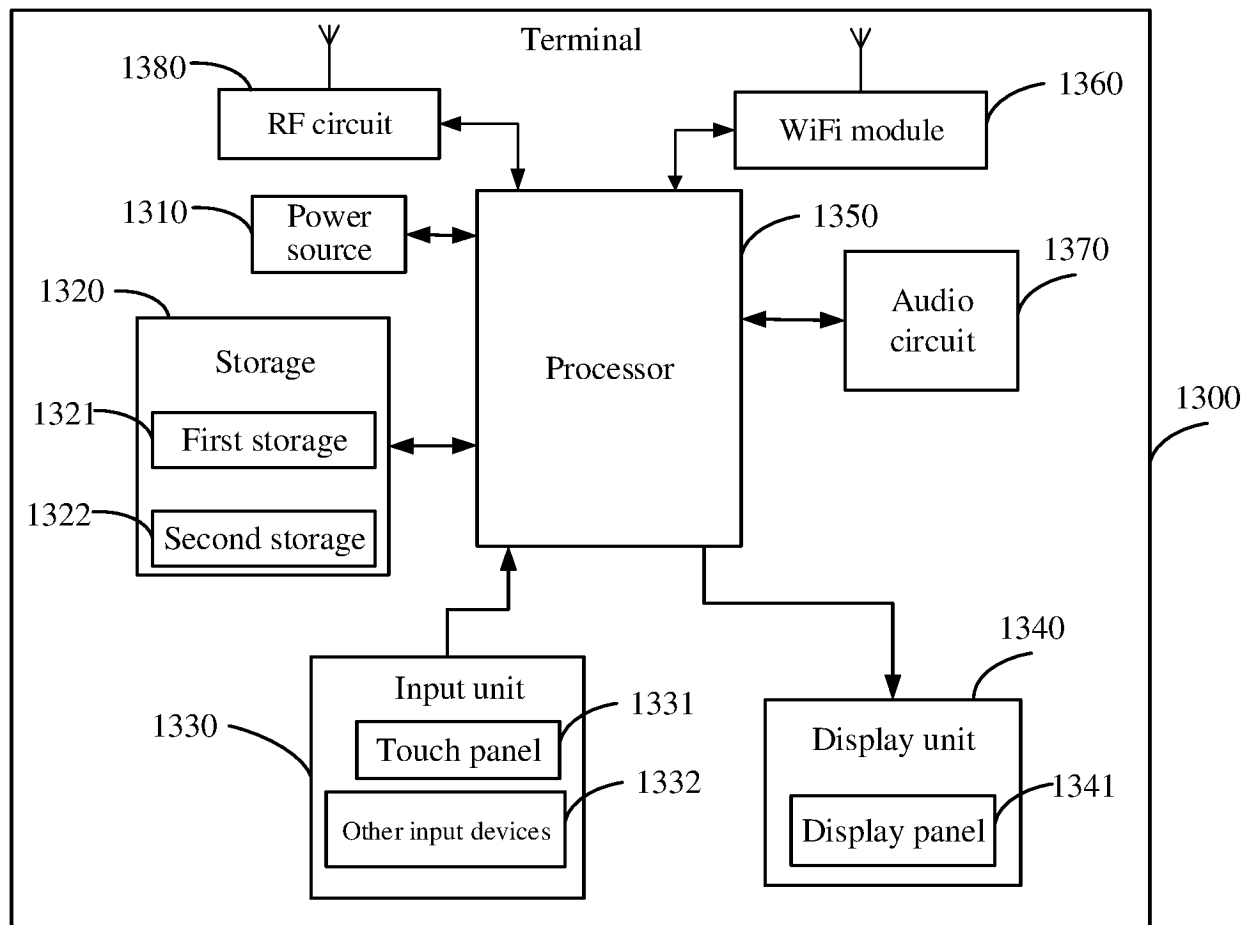 Terminal
1380
RF circuit
1360
WiFi module
1310
Power
source
1350
1370
Audio
circuit
1320
Storage
Processor
1300
1321
First storage
1322
Second storage
1340
Input unit
1330
1331
Touch panel
Display unit
1332
Other input devices
1341
Display panel